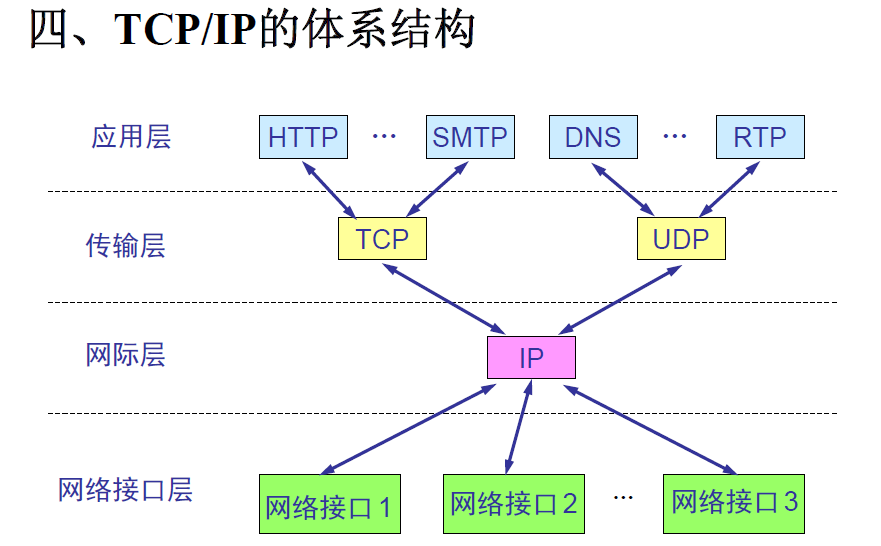 四、TCP/IP的体系结构
应用层 HTTP ··· SMTP DNS ··· RTP
传输层 TCP UDP
网际层 IP
网络接口层 网络接口1 网络接口2 ··· 网络接口3